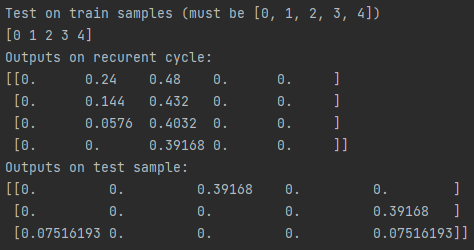 Test on train samples (must be [0, 1, 2, 3, 4])
[0 1 2 3 4]
Outputs on recurent cycle:
[[0.      0.24    0.48    0.      0.     ]
 [0.      0.144   0.432   0.      0.     ]
 [0.      0.0576  0.4032  0.      0.     ]
 [0.      0.      0.39168 0.      0.     ]]
Outputs on test sample:
[[0.         0.         0.39168    0.         0.        ]
 [0.         0.         0.         0.         0.39168   ]
 [0.07516193 0.         0.         0.         0.07516193]]